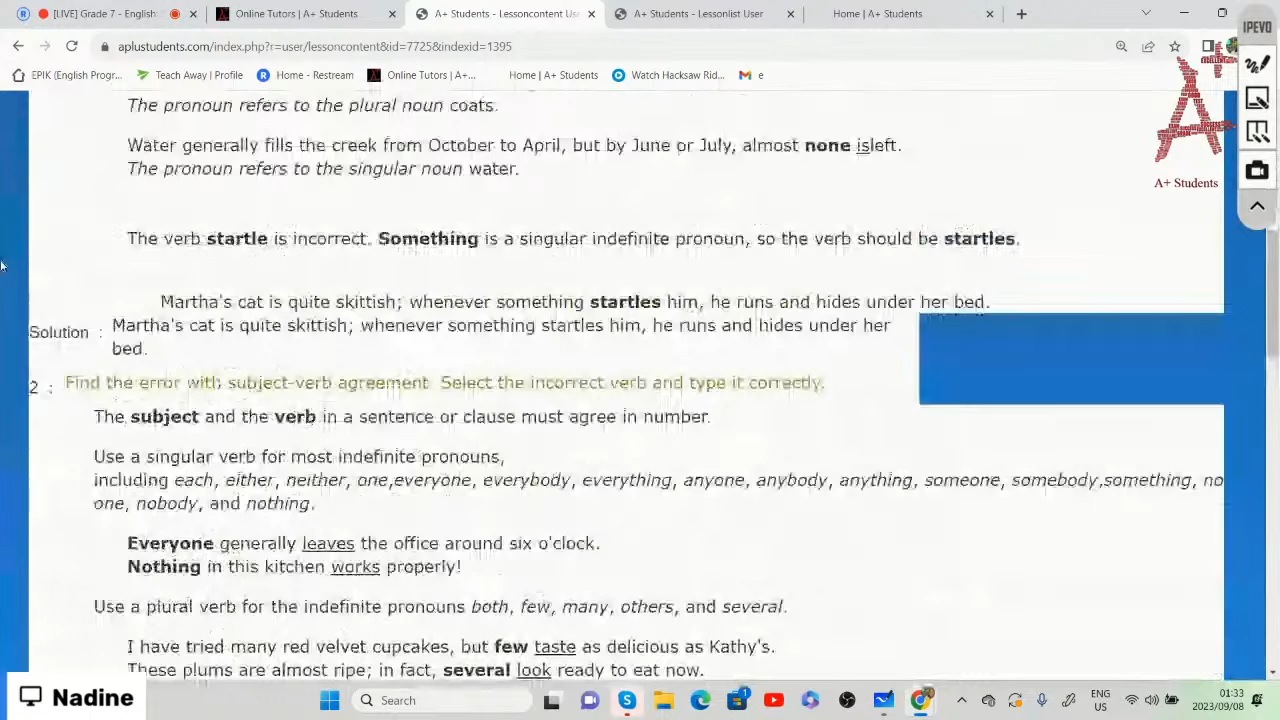 [LIVE] Grade 7 - English
Online Tutors | A+ Students
A+ Students - Lessoncontent Use
A+ Students - Lessonlist User
Home | A+ Students
IPEVO
aplustudents.com/index.php?r=user/lessoncontent&id=7725&indexid=1395
EPIK (English Progr...
Teach Away | Profile
Home - Restream
Online Tutors | A+...
Home | A+ Students
Watch Hacksaw Rid...
e
The pronoun refers to the plural noun coats.
Water generally fills the creek from October to April, but by June or July, almost none isleft.
The pronoun refers to the singular noun water.
A+
A+ Students
The verb startle is incorrect. Something is a singular indefinite pronoun, so the verb should be startles.
Martha's cat is quite skittish; whenever something startles him, he runs and hides under her bed.
Solution : Martha's cat is quite skittish; whenever something startles him, he runs and hides under her
bed.
2 : Find the error with subject-verb agreement. Select the incorrect verb and type it correctly.
The subject and the verb in a sentence or clause must agree in number.
Use a singular verb for most indefinite pronouns,
including each, either, neither, one,everyone, everybody, everything, anyone, anybody, anything, someone, somebody,something, no
one, nobody, and nothing.
Everyone generally leaves the office around six o'clock.
Nothing in this kitchen works properly!
Use a plural verb for the indefinite pronouns both, few, many, others, and several.
I have tried many red velvet cupcakes, but few taste as delicious as Kathy's.
These plums are almost ripe; in fact, several look ready to eat now.
Nadine
Search
ENG
US
01:33
2023/09/08